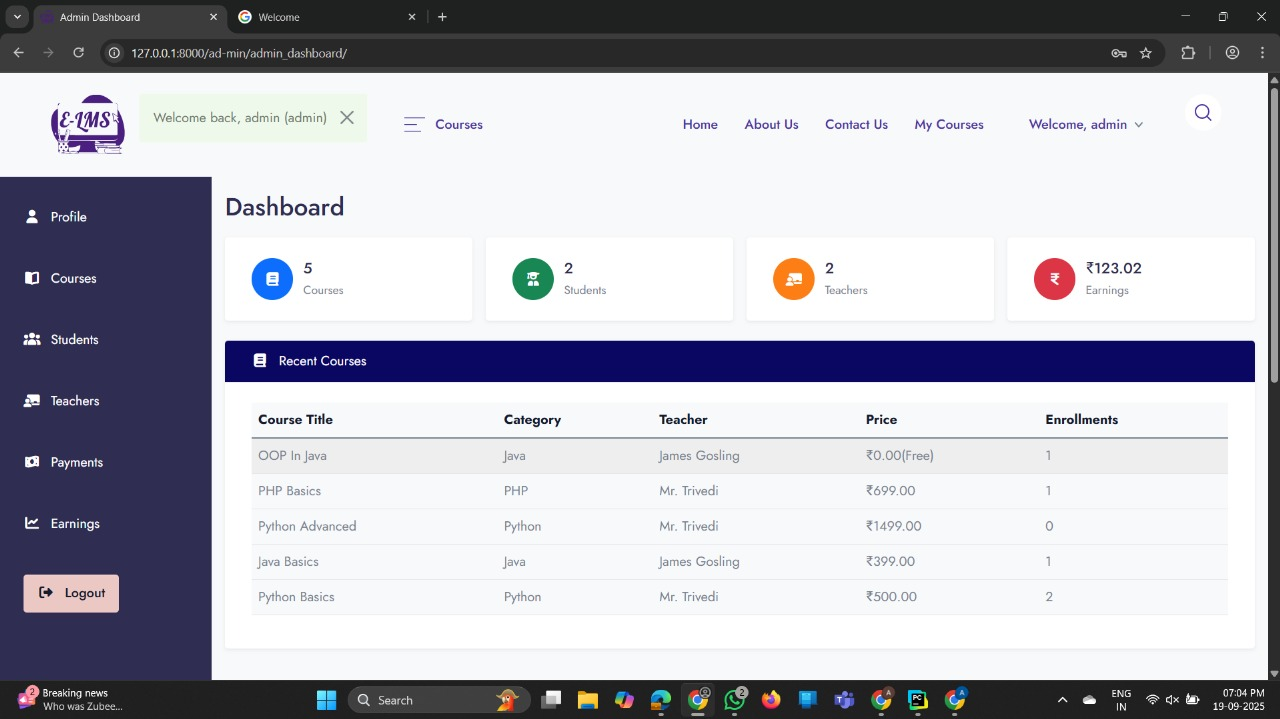 Admin Dashboard
Welcome
127.0.0.1:8000/ad-min/admin_dashboard/
E-LMS
Welcome back, admin (admin)
Courses
Home
About Us
Contact Us
My Courses
Welcome, admin
Profile
Courses
Students
Teachers
Payments
Earnings
Logout
Dashboard
5
Courses
2
Students
2
Teachers
₹123.02
Earnings
Recent Courses
Course Title Category Teacher Price Enrollments
OOP In Java Java James Gosling ₹0.00(Free) 1
PHP Basics PHP Mr. Trivedi ₹699.00 1
Python Advanced Python Mr. Trivedi ₹1499.00 0
Java Basics Java James Gosling ₹399.00 1
Python Basics Python Mr. Trivedi ₹500.00 2
2
Breaking news
Who was Zubee...
Search
2
A
PC
A
ENG
IN
07:04 PM
19-09-2025